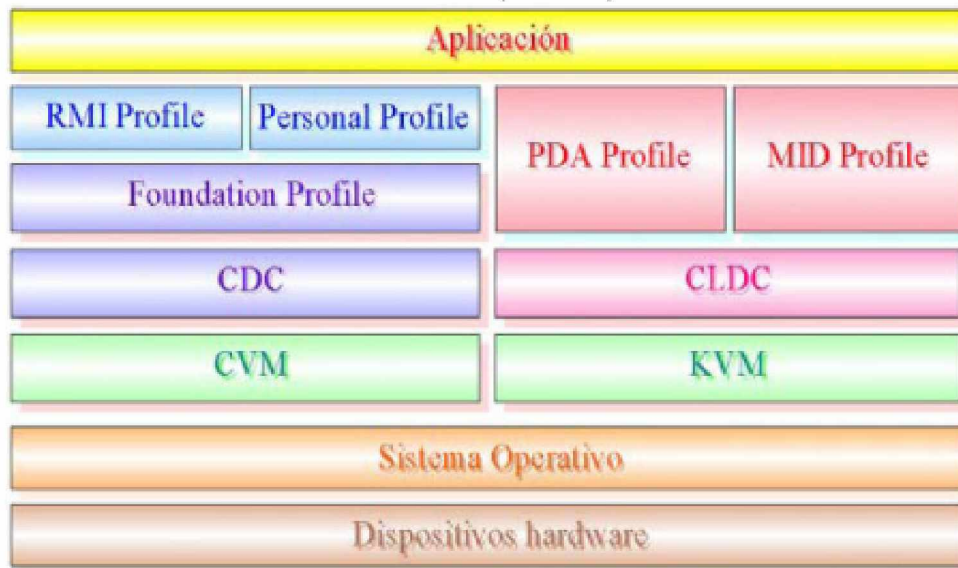 Aplicación
RMI Profile
Personal Profile
PDA Profile
MID Profile
Foundation Profile
CDC
CLDC
CVM
KVM
Sistema Operativo
Dispositivos hardware